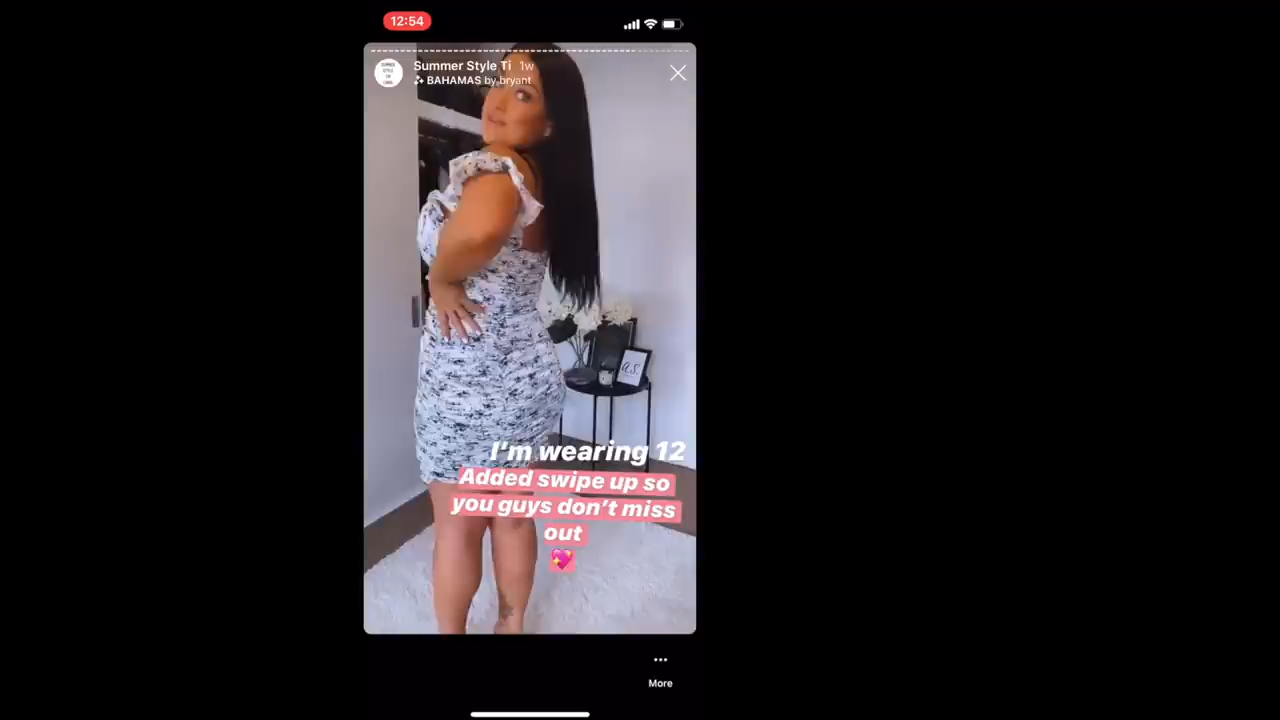 12:54
Summer Style Ti 1w
BAHAMAS by bryant
I'm wearing 12
Added swipe up so
you guys don't miss
out
More